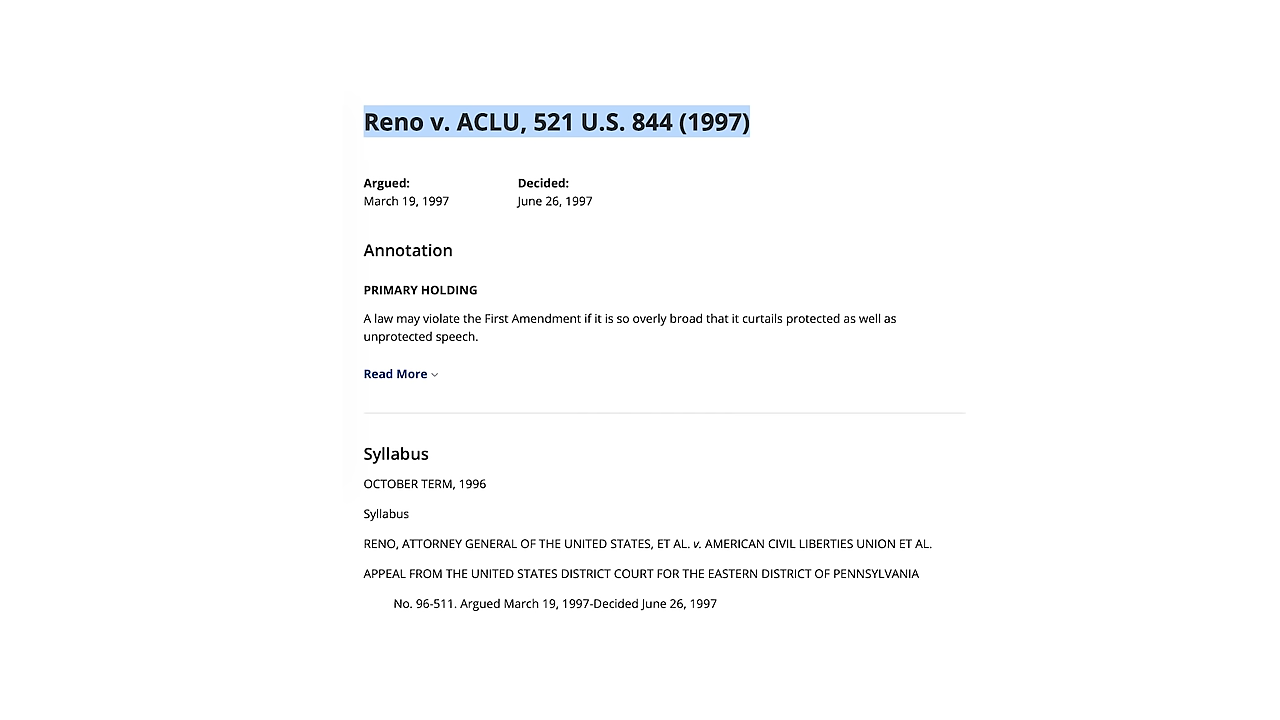 Reno v. ACLU, 521 U.S. 844 (1997)
Argued: Decided:
March 19, 1997 June 26, 1997
Annotation
PRIMARY HOLDING
A law may violate the First Amendment if it is so overly broad that it curtails protected as well as
unprotected speech.
Read More
Syllabus
OCTOBER TERM, 1996
Syllabus
RENO, ATTORNEY GENERAL OF THE UNITED STATES, ET AL. v. AMERICAN CIVIL LIBERTIES UNION ET AL.
APPEAL FROM THE UNITED STATES DISTRICT COURT FOR THE EASTERN DISTRICT OF PENNSYLVANIA
No. 96-511. Argued March 19, 1997-Decided June 26, 1997